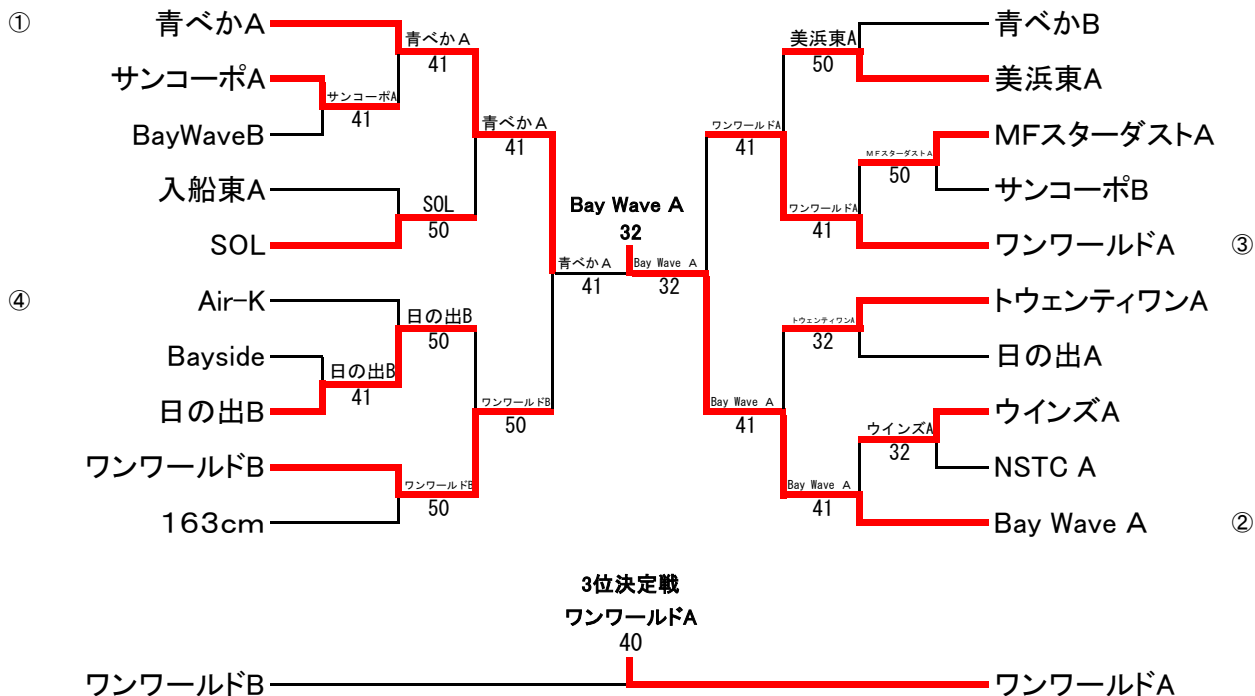 ① 青べかA 青べかA 41
サンコーポA サンコーポA 41
BayWaveB
青べかA 41
入船東A
SOL SOL 50
青べかA 41
④ Air-K
日の出B 50
Bayside
日の出B 41
日の出B
ワンワールドB 50
ワンワールドB
ワンワールドB 50
163cm
Bay Wave A
32
青べかB
美浜東A 50
美浜東A
ワンワールドA 41
MFスターダストA
MFスターダストA 50
サンコーポB
ワンワールドA 41
ワンワールドA ③
Bay Wave A 32
トウェンティワンA
トウェンティワンA 32
日の出A
Bay Wave A 41
ウインズA
ウインズA 32
NSTC A
Bay Wave A 41
Bay Wave A ②
3位決定戦
ワンワールドA
40
ワンワールドB ワンワールドA